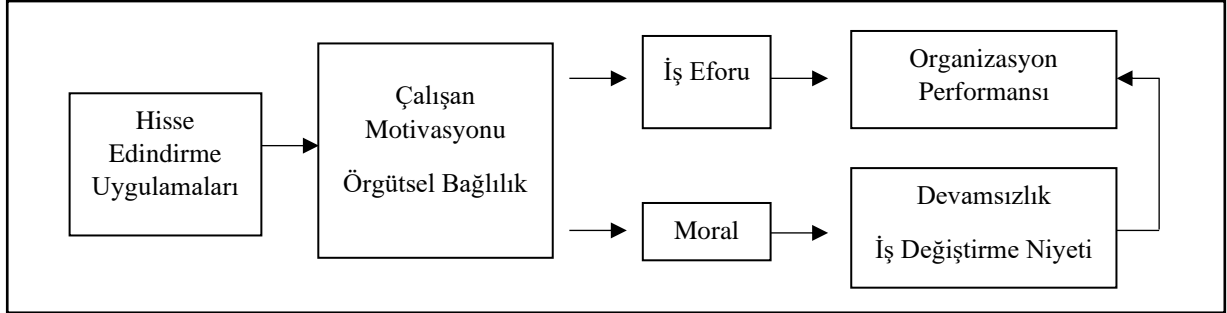 Hisse
Edindirme
Uygulamaları
Çalışan
Motivasyonu
Örgütsel Bağlılık
İş Eforu
Moral
Organizasyon
Performansı
Devamsızlık
İş Değiştirme Niyeti